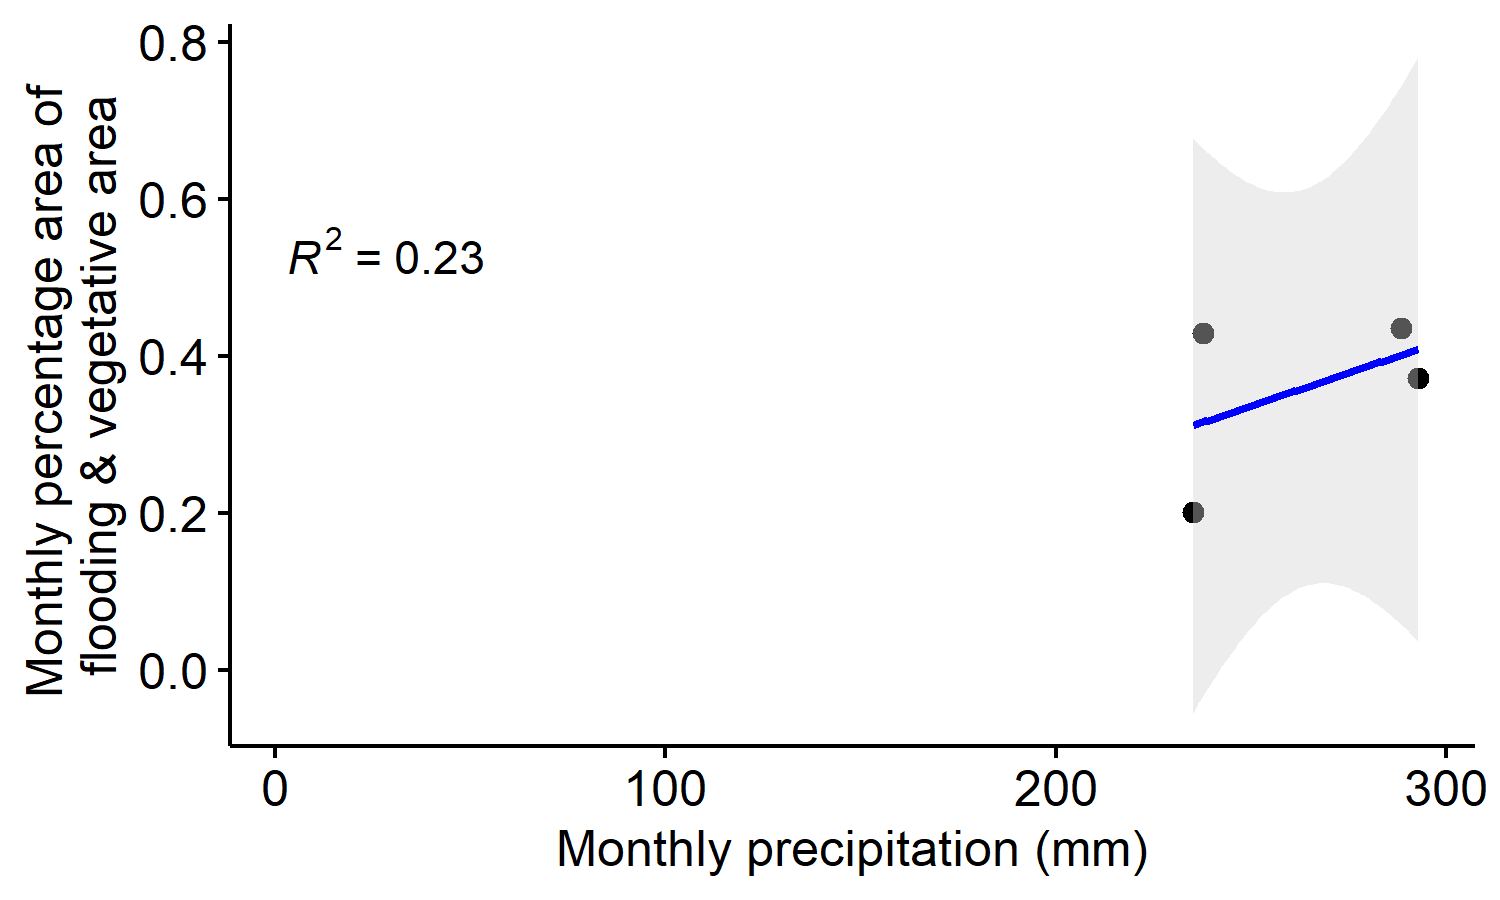 Monthly percentage area of
flooding & vegetative area
0.8
0.6
0.4
0.2
0.0
R² = 0.23
0 100 200 300
Monthly precipitation (mm)